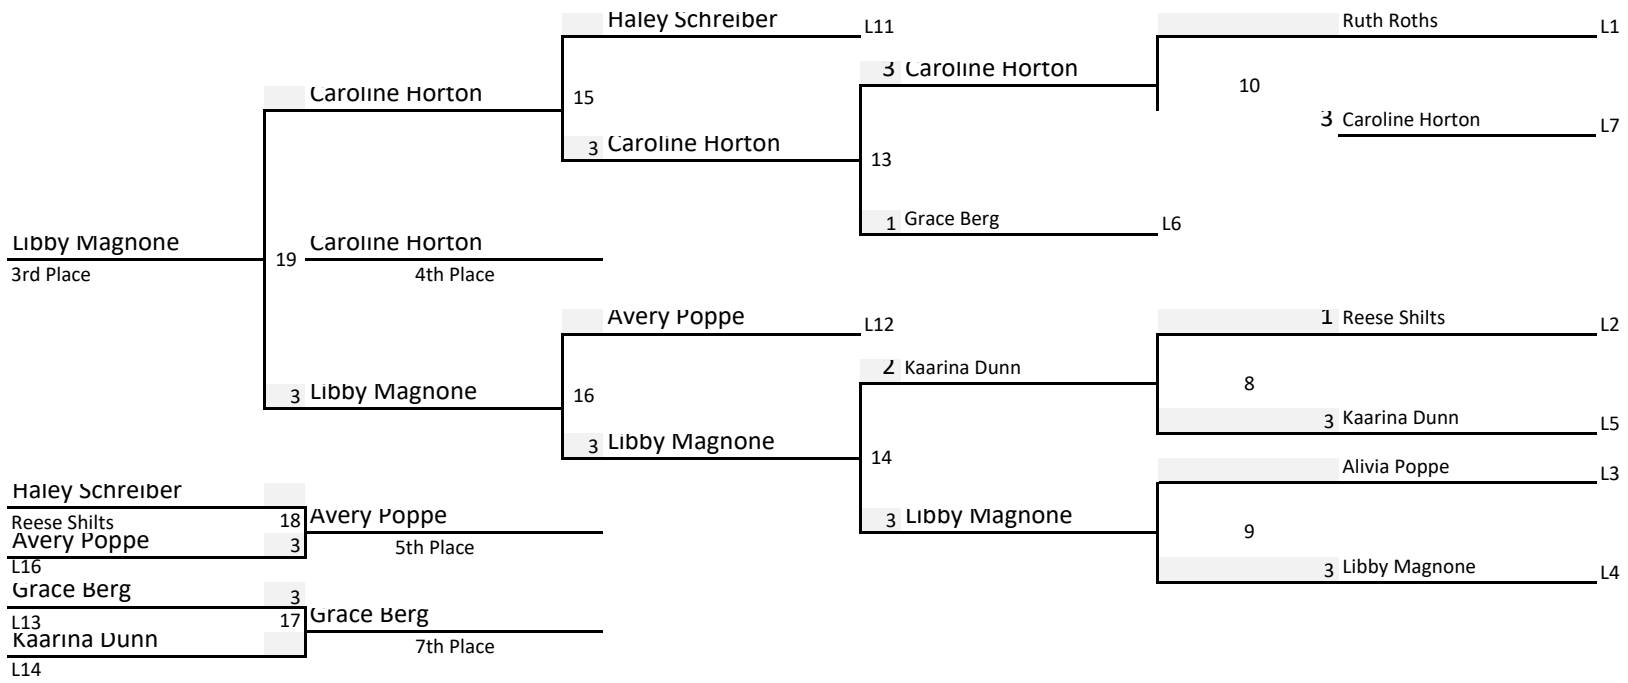 Haley Schreiber L11
Ruth Roths L1
3 Caroline Horton
10
Caroline Horton
15
3 Caroline Horton L7
3 Caroline Horton
13
1 Grace Berg L6
Libby Magnone
3rd Place
19
Caroline Horton
4th Place
Avery Poppe L12
1 Reese Shilts L2
2 Kaarina Dunn
8
3 Libby Magnone
16
3 Kaarina Dunn L5
3 Libby Magnone
14
Alivia Poppe L3
3 Libby Magnone
9
3 Libby Magnone L4
Haley Schreiber
Reese Shilts 18
Avery Poppe 3
L16
Avery Poppe
5th Place
Grace Berg 3
L13 17
Kaarina Dunn
L14
Grace Berg
7th Place